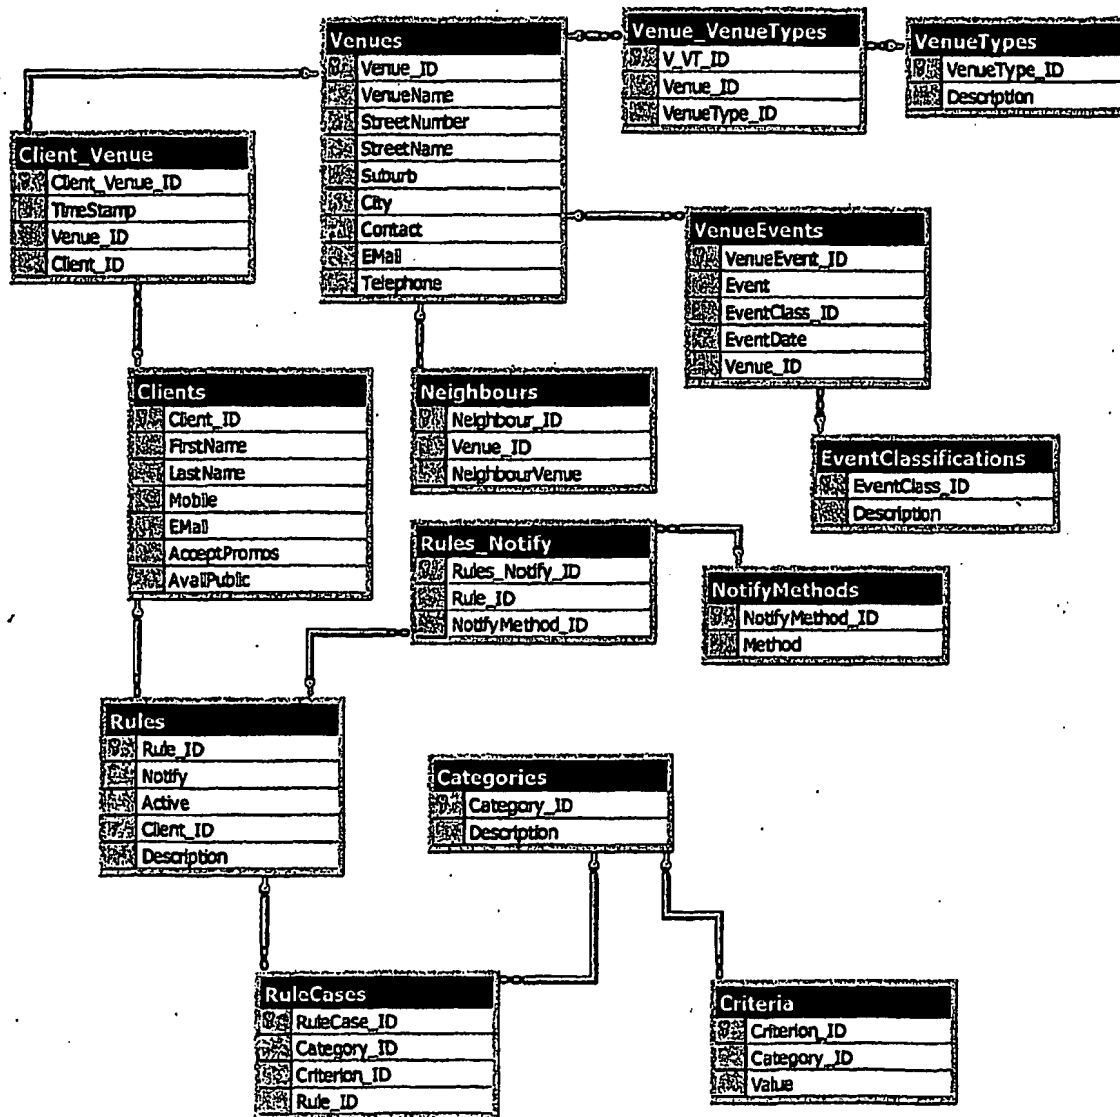 Venues
Venue_ID
VenueName
StreetNumber
StreetName
Suburb
City
Contact
EMail
Telephone
Venue_VenueTypes
V_VT_ID
Venue_ID
VenueType_ID
VenueTypes
VenueType_ID
Description
Client_Venue
Client_Venue_ID
TimeStamp
Venue_ID
Client_ID
VenueEvents
VenueEvent_ID
Event
EventClass_ID
EventDate
Venue_ID
Clients
Client_ID
FirstName
LastName
Mobile
EMail
AcceptPromos
AvailPublic
Neighbours
Neighbour_ID
Venue_ID
NeighbourVenue
EventClassifications
EventClass_ID
Description
Rules_Notify
Rules_Notify_ID
Rule_ID
NotifyMethod_ID
NotifyMethods
NotifyMethod_ID
Method
Rules
Rule_ID
Notify
Active
Client_ID
Description
Categories
Category_ID
Description
RuleCases
RuleCase_ID
Category_ID
Criterion_ID
Rule_ID
Criteria
Criterion_ID
Category_ID
Value